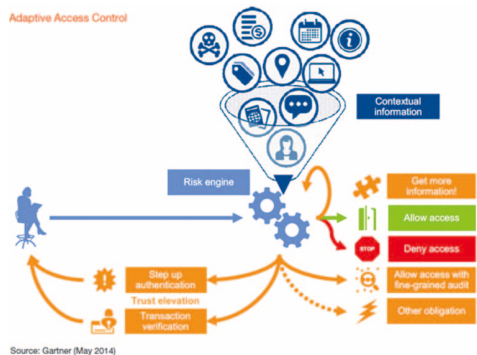 Adaptive Access Control
Contextual
information
Risk engine
Get more
information!
Allow access
STOP
Deny access
Step up
authentication
Allow access with
fine-grained audit
Trust elevation
Transaction
verification
Other obligation
Source: Gartner (May 2014)